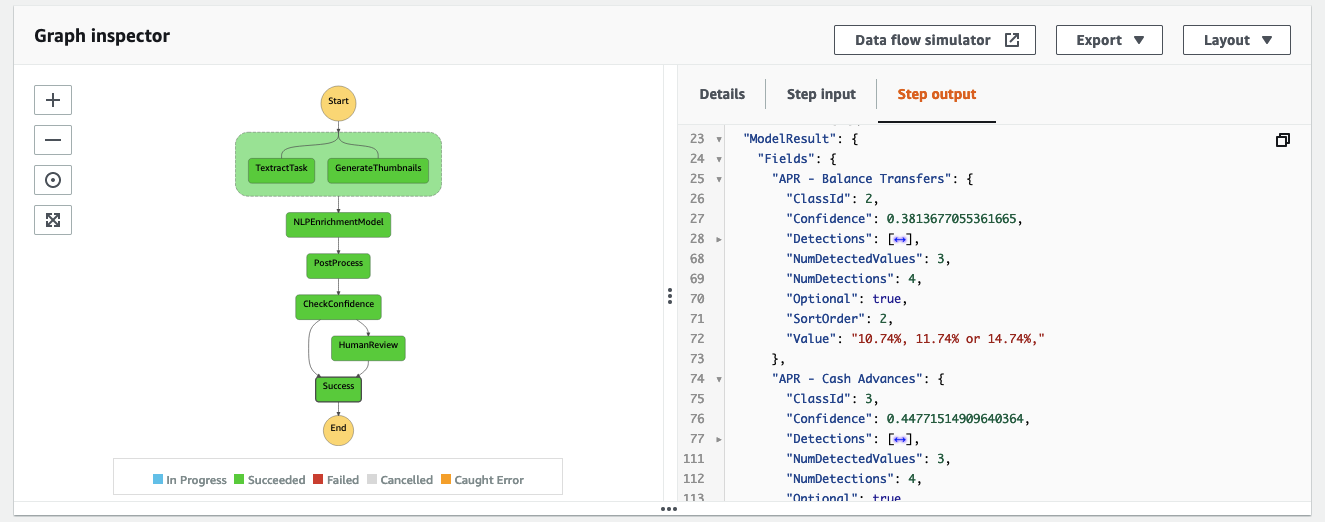 Graph inspector
Data flow simulator
Export
Layout
Start
TextractTask
GenerateThumbnails
NLPEnrichmentModel
PostProcess
CheckConfidence
HumanReview
Success
End
In Progress
Succeeded
Failed
Cancelled
Caught Error
Details
Step input
Step output
23 "ModelResult": {
24 "Fields": {
25 "APR - Balance Transfers": {
26 "ClassId": 2,
27 "Confidence": 0.3813677055361665,
28 "Detections": [↔],
68 "NumDetectedValues": 3,
69 "NumDetections": 4,
70 "Optional": true,
71 "SortOrder": 2,
72 "Value": "10.74%, 11.74% or 14.74%,"
73 },
74 "APR - Cash Advances": {
75 "ClassId": 3,
76 "Confidence": 0.44771514909640364,
77 "Detections": [↔],
111 "NumDetectedValues": 3,
112 "NumDetections": 4,
113 "Optional": true